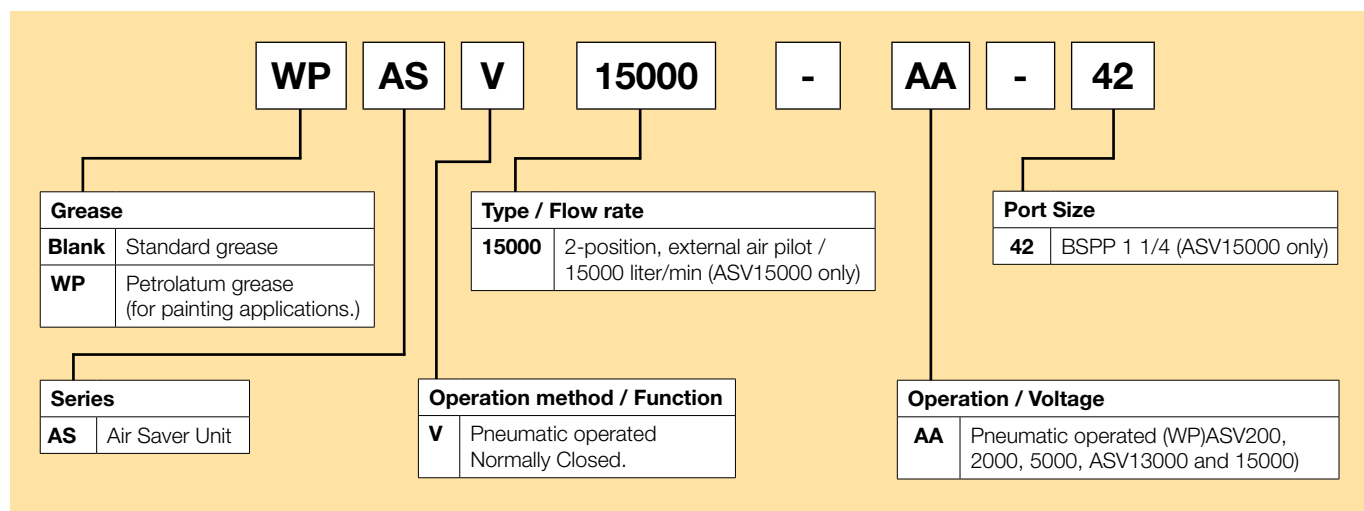 WP AS V 15000 - AA - 42
Grease
Blank Standard grease
WP Petrolatum grease
(for painting applications.)
Type / Flow rate
15000 2-position, external air pilot /
15000 liter/min (ASV15000 only)
Port Size
42 BSPP 1 1/4 (ASV15000 only)
Series
AS Air Saver Unit
Operation method / Function
V Pneumatic operated
Normally Closed.
Operation / Voltage
AA Pneumatic operated (WP)ASV200,
2000, 5000, ASV13000 and 15000)